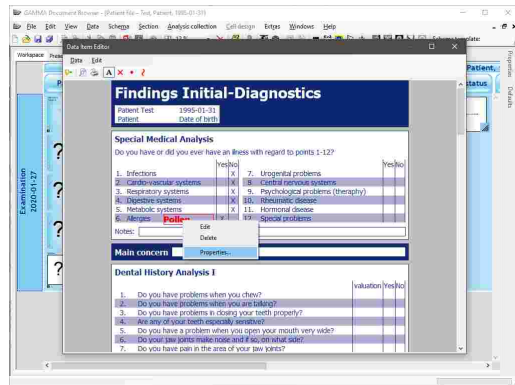 GAMMA Document Browser - [Patient File - Test, Patient, 1995-01-31]
File Edit View Data Schema Section Analysis collection Cell design Extras Windows Help
Workspace
Data Item Editor
Data Edit
Properties
Defaults
Patient,
status
Examination
2020-01-27
Findings Initial-Diagnostics
Patient Test 1995-01-31
Patient Date of birth
Special Medical Analysis
Do you have or did you ever have an illness with regard to points 1-12?
Yes No Yes No
1. Infections X 7. Urogenital problems
2. Cardio-vascular systems X 8. Central nervous systems
3. Respiratory systems X 9. Psychological problems (theraphy)
4. Digestive systems X 10. Rheumatic disease
5. Metabolic systems X 11. Hormonal disease
6. Allergies X 12. Special problems
Notes:
Edit
Delete
Properties...
Main concern
Dental History Analysis I
valuation Yes No
1. Do you have problems when you chew?
2. Do you have problems when you are talking?
3. Do you have problems in closing your teeth properly?
4. Are any of your teeth especially sensitive?
5. Do you have a problem when you open your mouth very wide?
6. Do your jaw joints make noise and if so, on what side?
7. Do you have pain in the area of your jaw joints?